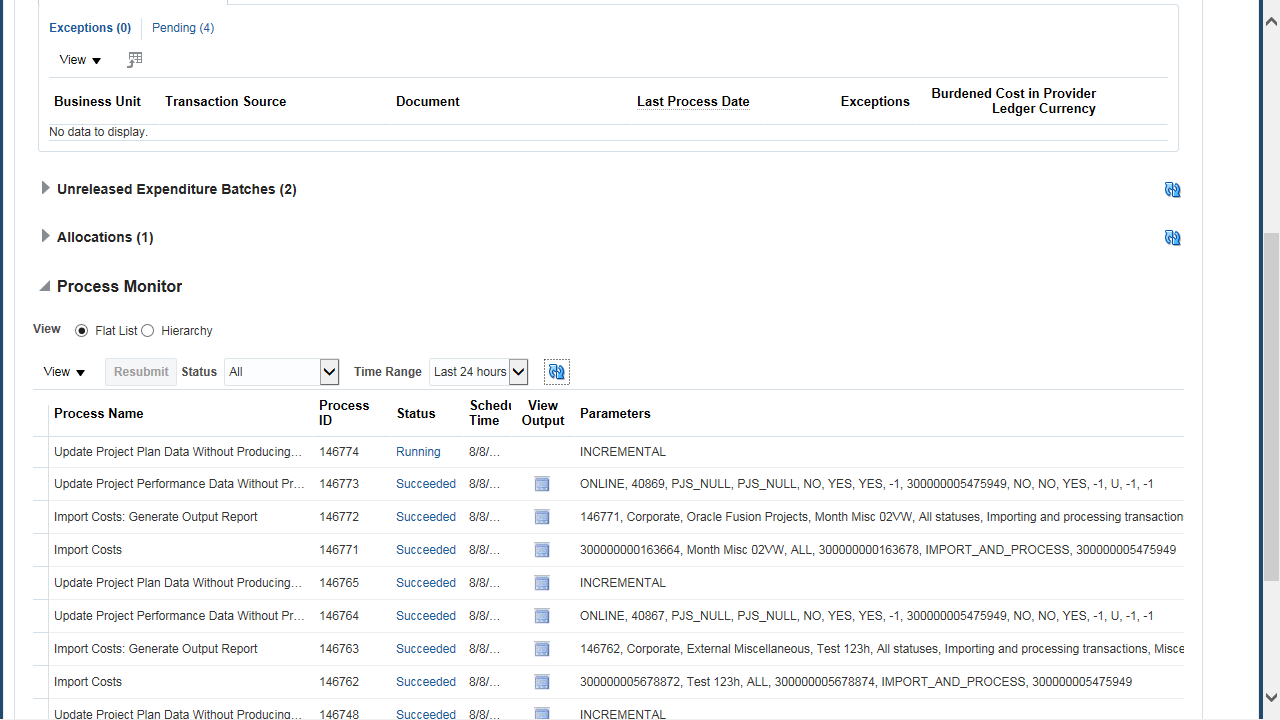 Exceptions (0) Pending (4)
View
Business Unit Transaction Source Document Last Process Date Exceptions Burdened Cost in Provider Ledger Currency
No data to display.
Unreleased Expenditure Batches (2)
Allocations (1)
Process Monitor
View Flat List Hierarchy
View Resubmit Status All Time Range Last 24 hours
Process Name Process ID Status Schedu Time View Output Parameters
Update Project Plan Data Without Producing... 146774 Running 8/8/... INCREMENTAL
Update Project Performance Data Without Pr... 146773 Succeeded 8/8/... ONLINE, 40869, PJS_NULL, PJS_NULL, NO, YES, YES, -1, 300000005475949, NO, NO, YES, -1, U, -1, -1
Import Costs: Generate Output Report 146772 Succeeded 8/8/... 146771, Corporate, Oracle Fusion Projects, Month Misc 02VW, All statuses, Importing and processing transaction
Import Costs 146771 Succeeded 8/8/... 300000000163664, Month Misc 02VW, ALL, 300000000163678, IMPORT_AND_PROCESS, 300000005475949
Update Project Plan Data Without Producing... 146765 Succeeded 8/8/... INCREMENTAL
Update Project Performance Data Without Pr... 146764 Succeeded 8/8/... ONLINE, 40867, PJS_NULL, PJS_NULL, NO, YES, YES, -1, 300000005475949, NO, NO, YES, -1, U, -1, -1
Import Costs: Generate Output Report 146763 Succeeded 8/8/... 146762, Corporate, External Miscellaneous, Test 123h, All statuses, Importing and processing transactions, Misce
Import Costs 146762 Succeeded 8/8/... 300000005678872, Test 123h, ALL, 300000005678874, IMPORT_AND_PROCESS, 300000005475949
Update Project Plan Data Without Producing... 146748 Succeeded 8/8/... INCREMENTAL